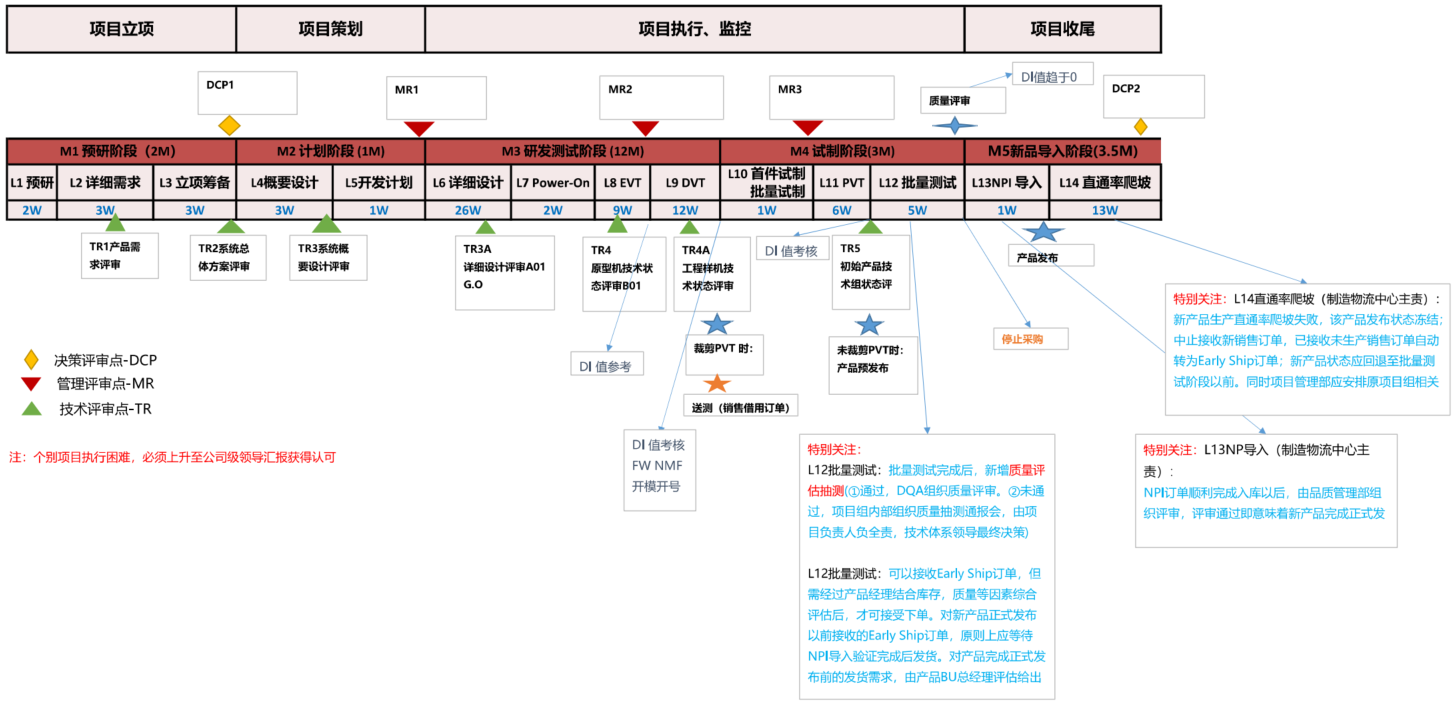 项目立项
项目策划
项目执行、监控
项目收尾
DCP1
MR1
MR2
MR3
质量评审
DI值趋于0
DCP2
M1 预研阶段（2M）
M2 计划阶段 (1M)
M3 研发测试阶段 (12M)
M4 试制阶段(3M)
M5新品导入阶段(3.5M)
L1 预研
L2 详细需求
L3 立项筹备
L4概要设计
L5开发计划
L6 详细设计
L7 Power-On
L8 EVT
L9 DVT
L10 首件试制
批量试制
L11 PVT
L12 批量测试
L13NPI 导入
L14 直通率爬坡
2W
3W
3W
3W
1W
26W
2W
9W
12W
1W
6W
5W
1W
13W
TR1产品需
求评审
TR2系统总
体方案评审
TR3系统概
要设计评审
TR3A
详细设计评审A01
G.O
TR4
原型机技术状
态评审B01
TR4A
工程样机技
术状态评审
DI 值考核
TR5
初始产品技
术组状态评
产品发布
裁剪PVT 时：
送测（销售借用订单）
未裁剪PVT时：
产品预发布
停止采购
DI 值参考
DI 值考核
FW NMF
开模开号
决策评审点-DCP
管理评审点-MR
技术评审点-TR
注：个别项目执行困难，必须上升至公司级领导汇报获得认可
特别关注：
L12批量测试：批量测试完成后，新增质量评
估抽测(①通过，DQA组织质量评审。②未通
过，项目组内部组织质量抽测通报会，由项
目负责人负全责，技术体系领导最终决策)
L12批量测试：可以接收Early Ship订单，但
需经过产品经理结合库存，质量等因素综合
评估后，才可接受下单。对新产品正式发布
以前接收的Early Ship订单，原则上应等待
NPI导入验证完成后发货。对产品完成正式发
布前的发货需求，由产品BU总经理评估给出
特别关注：L14直通率爬坡（制造物流中心主责）：
新产品生产直通率爬坡失败，该产品发布状态冻结；
中止接收新销售订单，已接收未生产销售订单自动
转为Early Ship订单；新产品状态应回退至批量测
试阶段以前。同时项目管理部应安排原项目组相关
特别关注：L13NP导入（制造物流中心主
责）：
NPI订单顺利完成入库以后，由品质管理部组
织评审，评审通过即意味着新产品完成正式发